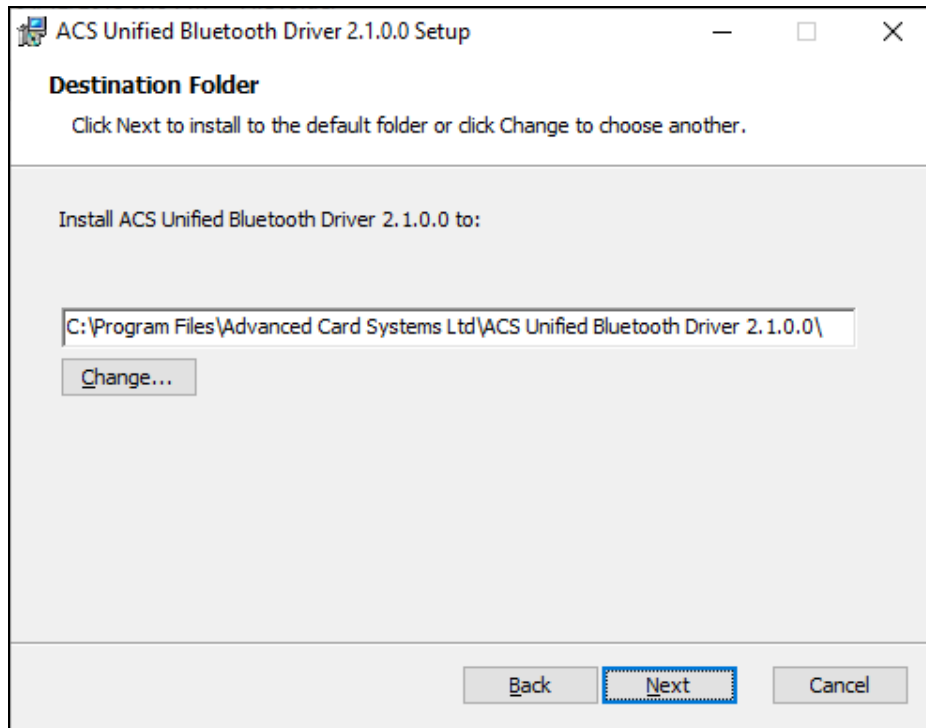 ACS Unified Bluetooth Driver 2.1.0.0 Setup
Destination Folder
Click Next to install to the default folder or click Change to choose another.
Install ACS Unified Bluetooth Driver 2.1.0.0 to:
C:\Program Files\Advanced Card Systems Ltd\ACS Unified Bluetooth Driver 2.1.0.0\
Change...
Back Next Cancel